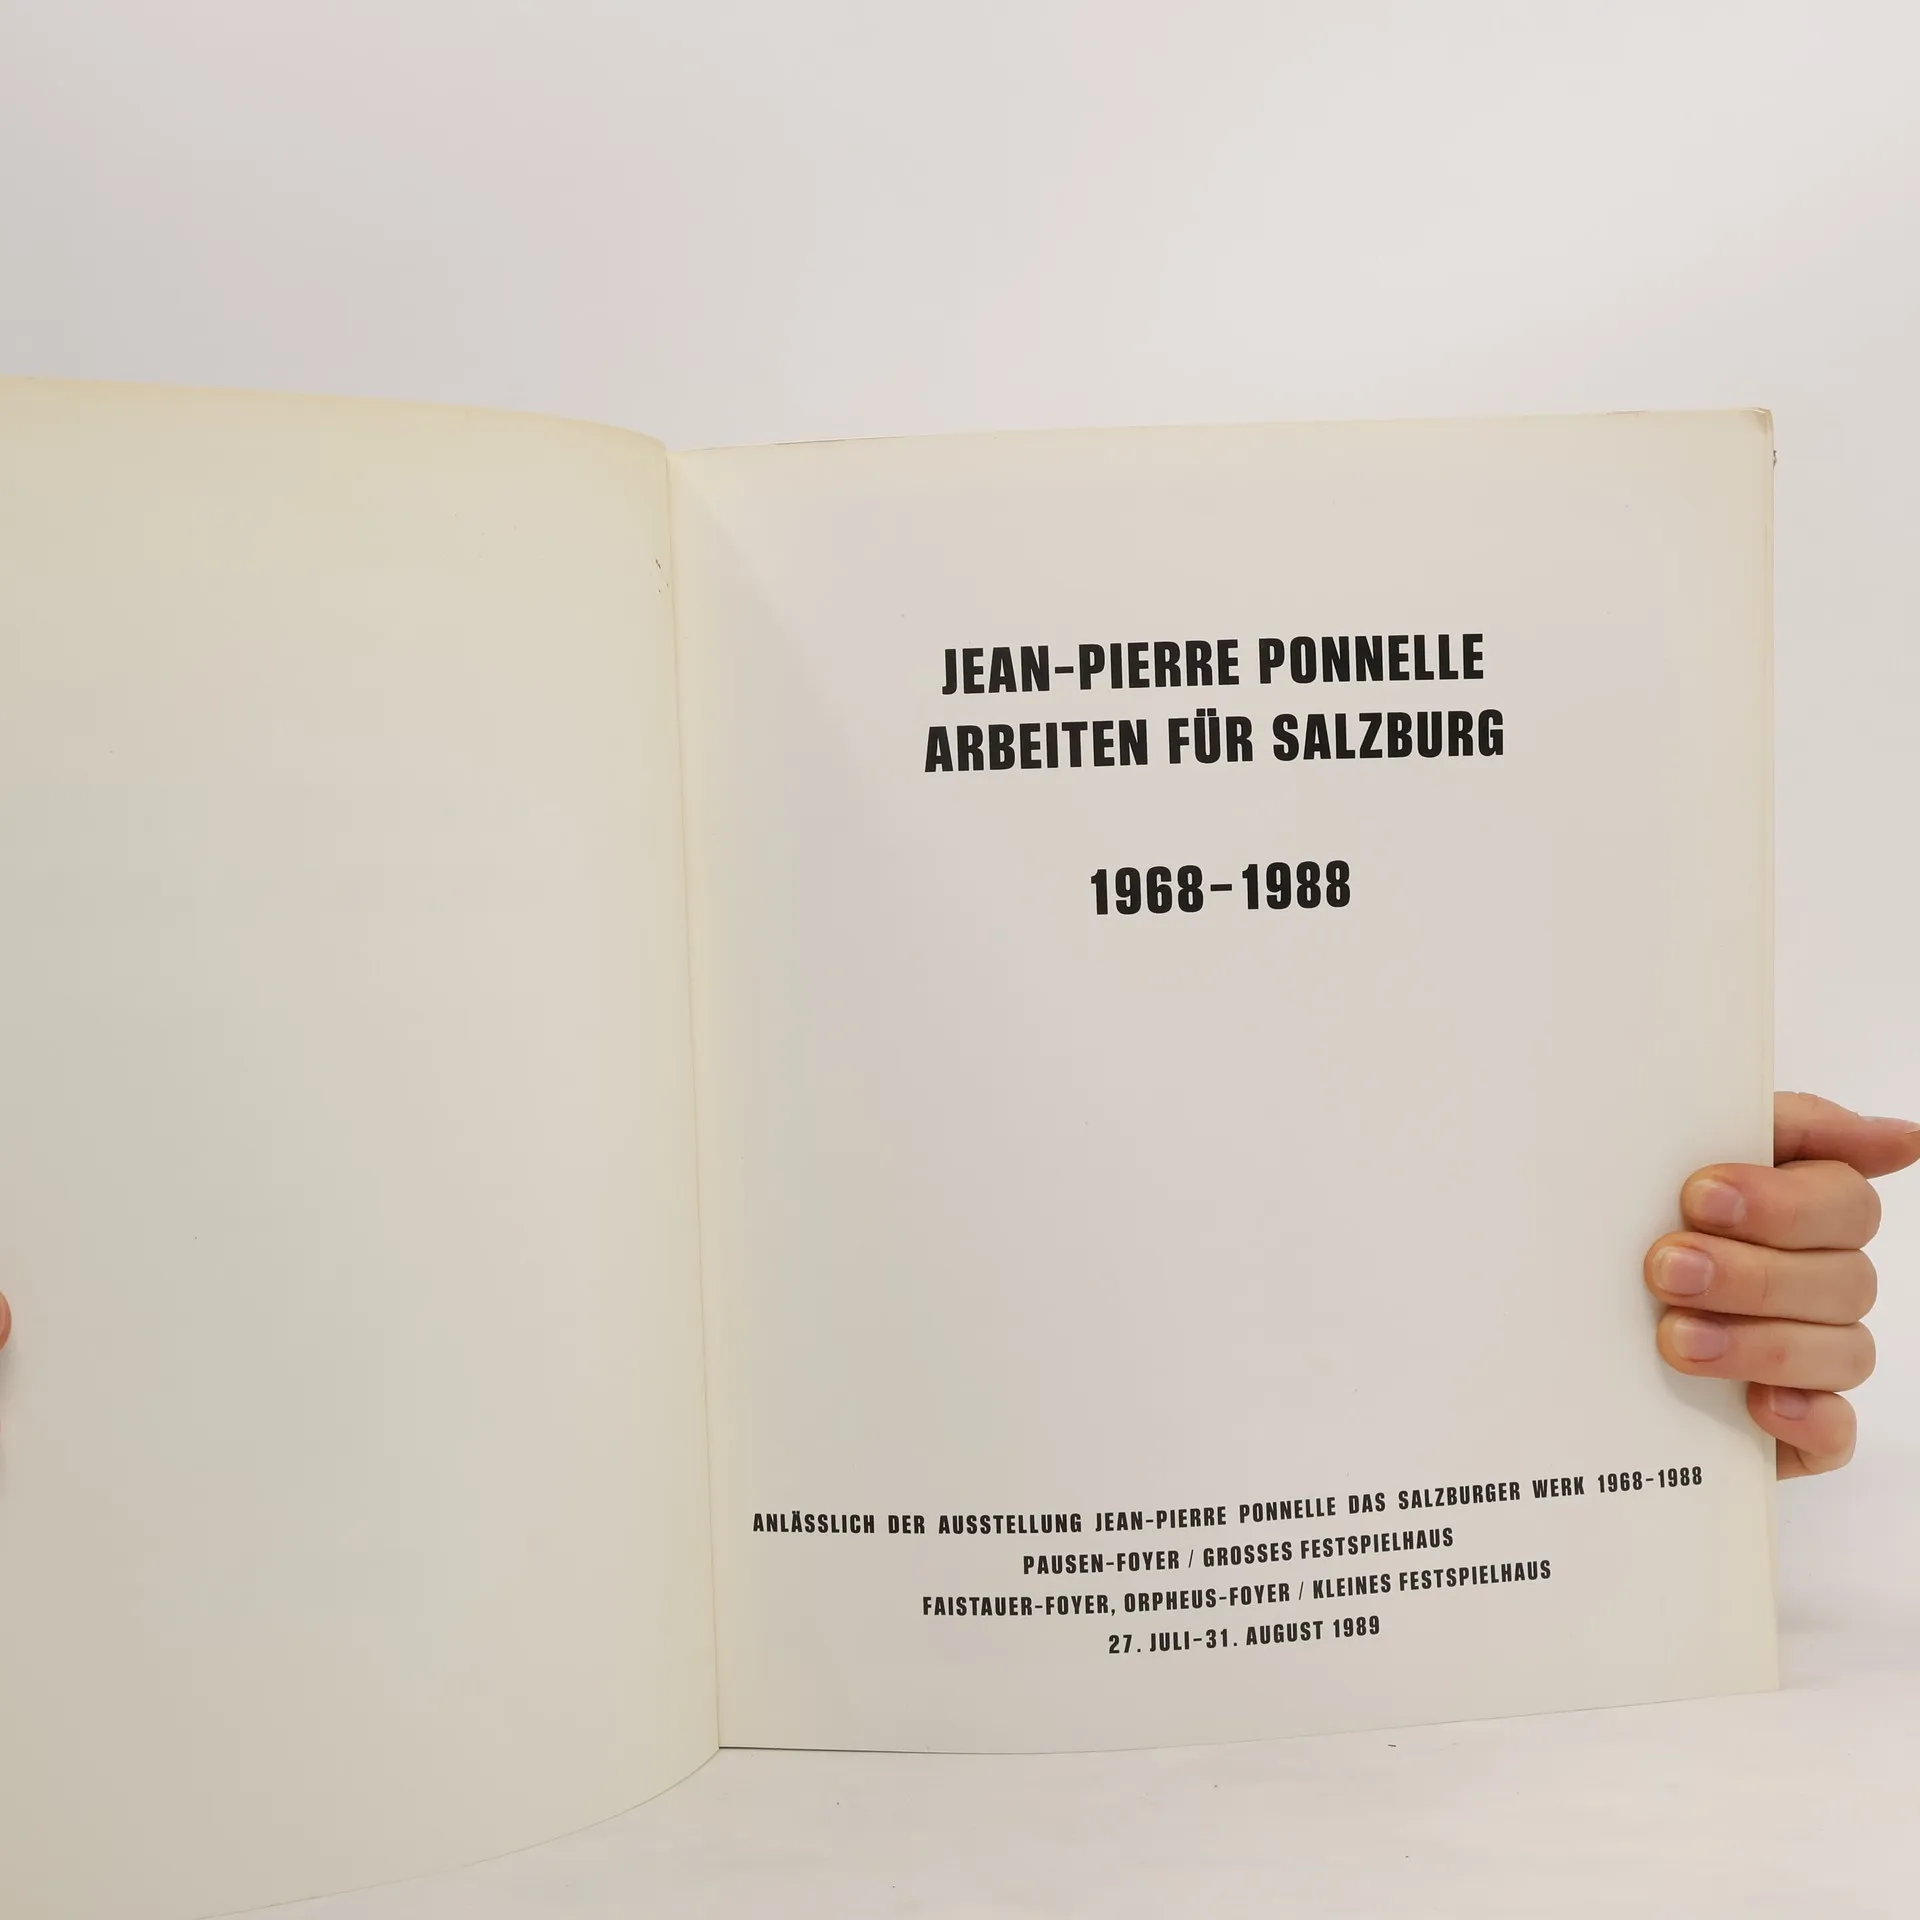 JEAN-PIERRE PONNELLE
ARBEITEN FÜR SALZBURG
1968-1988
ANLÄSSLICH DER AUSSTELLUNG JEAN-PIERRE PONNELLE DAS SALZBURGER WERK 1968-1988
PAUSEN-FOYER / GROSSES FESTSPIELHAUS
FAISTAUER-FOYER, ORPHEUS-FOYER / KLEINES FESTSPIELHAUS
27. JULI-31. AUGUST 1989